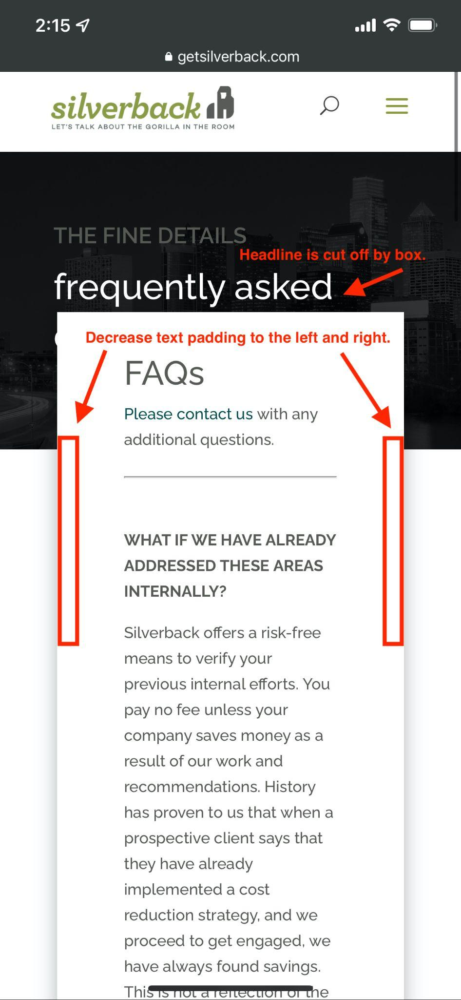 2:15
getsilverback.com
silverback
LET'S TALK ABOUT THE GORILLA IN THE ROOM
THE FINE DETAILS
Headline is cut off by box.
frequently asked
Decrease text padding to the left and right.
FAQs
Please contact us with any
additional questions.
WHAT IF WE HAVE ALREADY
ADDRESSED THESE AREAS
INTERNALLY?
Silverback offers a risk-free
means to verify your
previous internal efforts. You
pay no fee unless your
company saves money as a
result of our work and
recommendations. History
has proven to us that when a
prospective client says that
they have already
implemented a cost
reduction strategy, and we
proceed to get engaged, we
have always found savings.
This is not a reflection of the